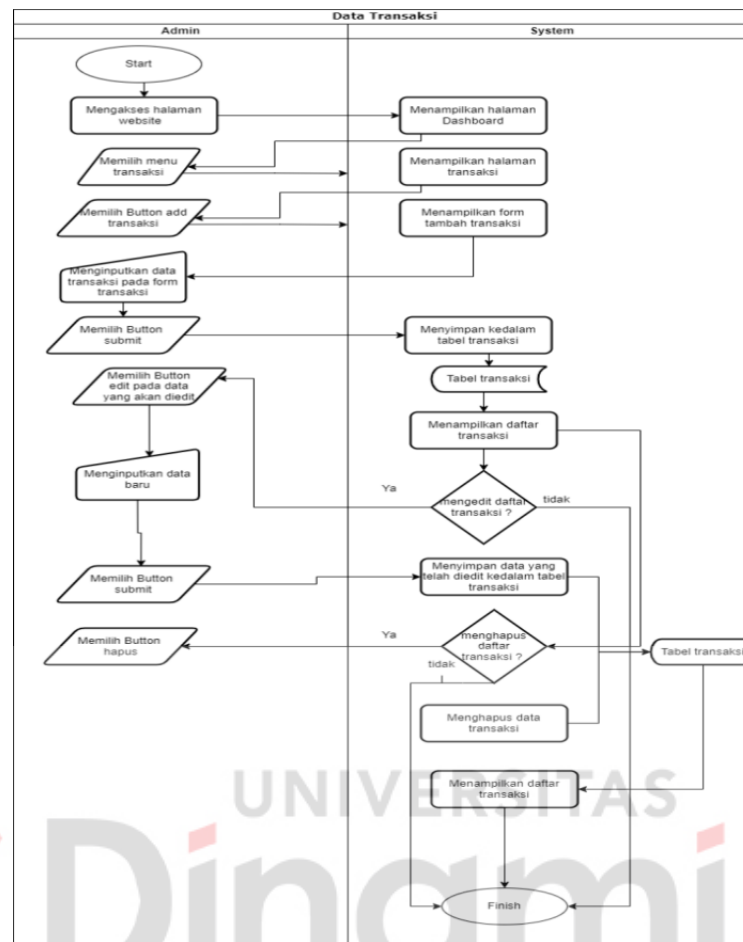 Data Transaksi
Admin
System
Start
Mengakses halaman
website
Menampilkan halaman
Dashboard
Memilih menu
transaksi
Menampilkan halaman
transaksi
Memilih Button add
transaksi
Menampilkan form
tambah transaksi
Menginputkan data
transaksi pada form
transaksi
Memilih Button
submit
Menyimpan kedalam
tabel transaksi
Memilih Button
edit pada data
yang akan diedit
Tabel transaksi
Menampilkan daftar
transaksi
Menginputkan data
baru
Ya
mengedit daftar
transaksi ?
tidak
Memilih Button
submit
Menyimpan data yang
telah diedit kedalam tabel
transaksi
Memilih Button
hapus
Ya
menghapus
daftar
transaksi ?
tidak
Tabel transaksi
Menghapus data
transaksi
Menampilkan daftar
transaksi
Finish
UNIVERSITAS
Dinami